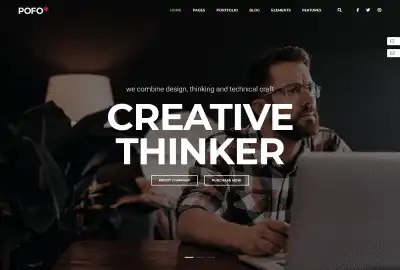 POFO
HOME PAGES PORTFOLIO BLOG ELEMENTS FEATURES
we combine design, thinking and technical craft
CREATIVE
THINKER
ABOUT COMPANY PURCHASE NOW